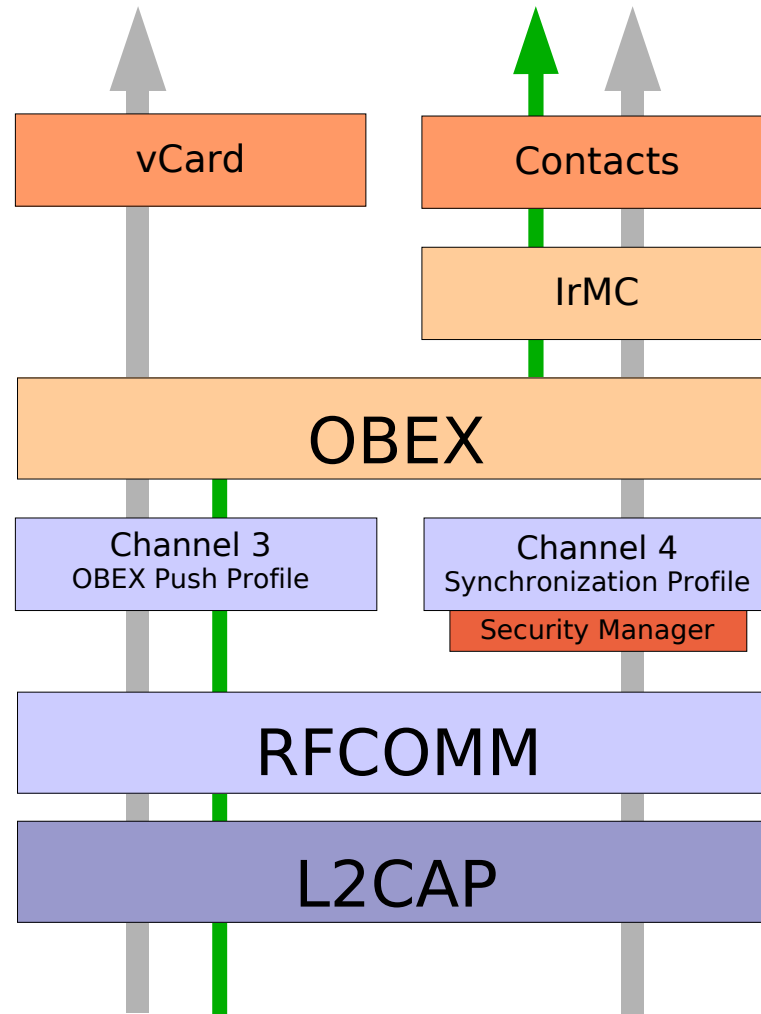 vCard
Contacts
IrMC
OBEX
Channel 3
OBEX Push Profile
Channel 4
Synchronization Profile
Security Manager
RFCOMM
L2CAP